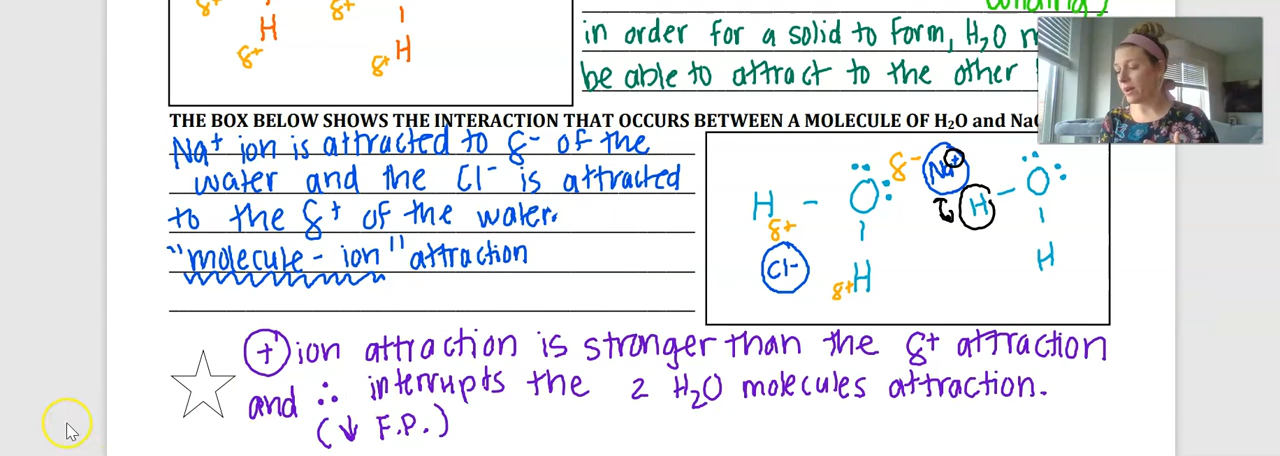 δ+ δ+
H
H
δ+
δ+
bonding)
in order for a solid to form, H2O
be able to attract to the other
THE BOX BELOW SHOWS THE INTERACTION THAT OCCURS BETWEEN A MOLECULE OF H2O and
Na+ ion is attracted to δ- of the
water and the Cl- is attracted
to the δ+ of the water.
"molecule - ion" attraction
δ- Na+
H - O H - O
δ+
Cl- δ+ H H
+ ion attraction is stronger than the δ+ attraction
and ∴ interrupts the 2 H2O molecules attraction.
(↓ F.P.)